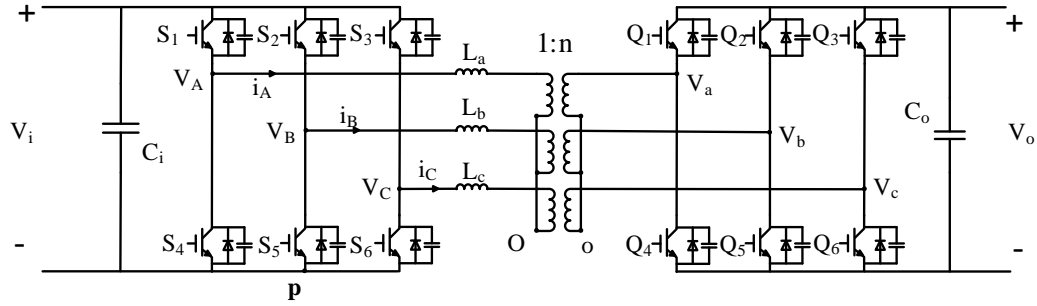 + S1 S2 S3 1:n Q1 Q2 Q3 +
La
VA iA Va
Lb
iB
Vi Ci VB Vb Co Vo
iC Lc
VC Vc
- S4 S5 S6 O o Q4 Q5 Q6 -
p